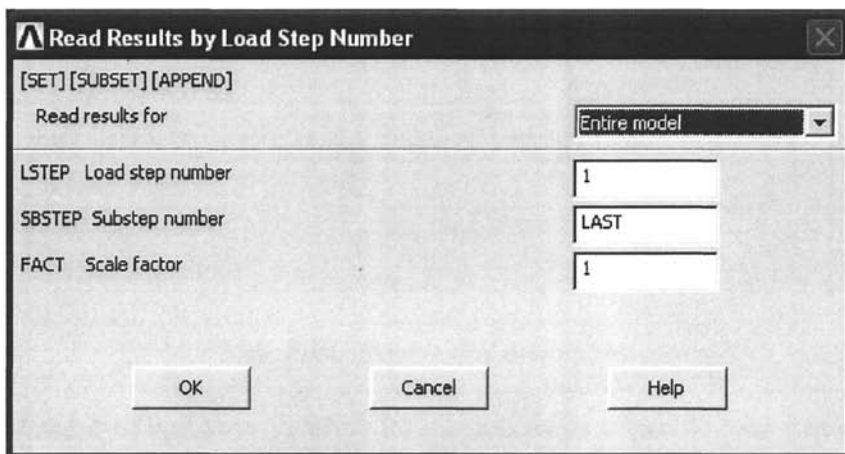 Read Results by Load Step Number
[SET] [SUBSET] [APPEND]
Read results for Entire model
LSTEP Load step number 1
SBSTEP Substep number LAST
FACT Scale factor 1
OK Cancel Help